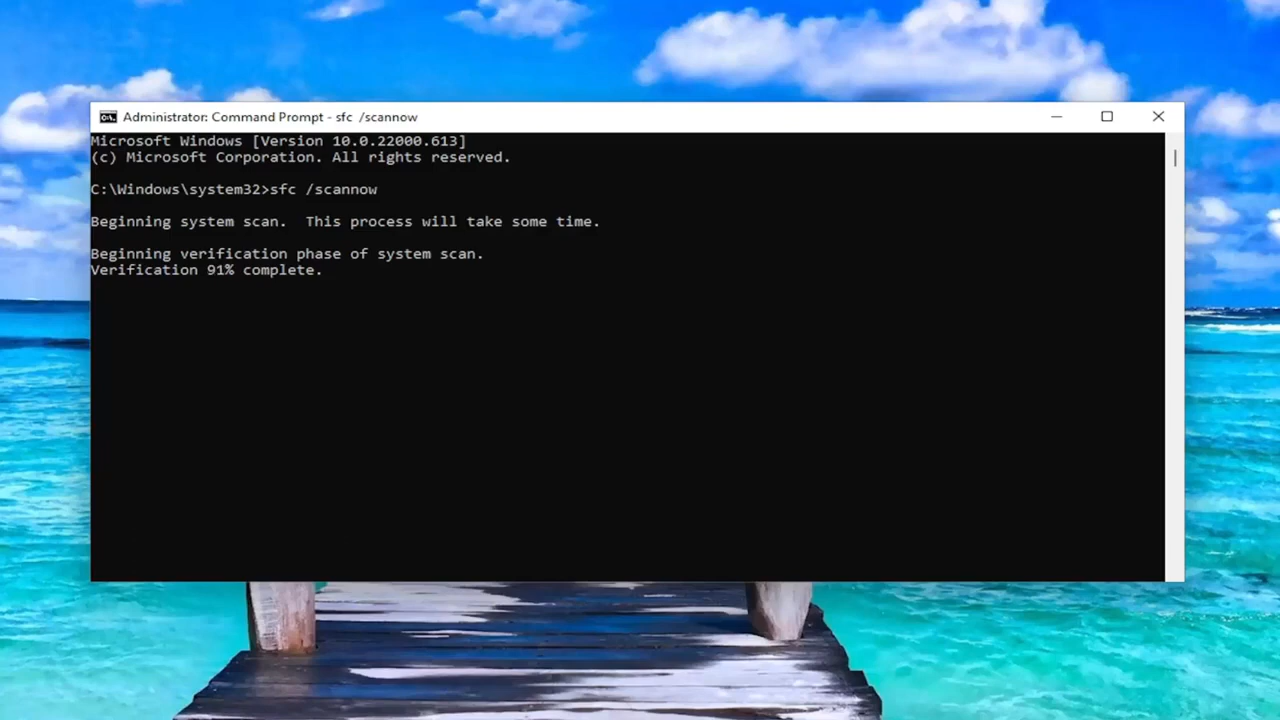 Administrator: Command Prompt - sfc  /scannow
Microsoft Windows [Version 10.0.22000.613]
(c) Microsoft Corporation. All rights reserved.
C:\Windows\system32>sfc /scannow
Beginning system scan.  This process will take some time.
Beginning verification phase of system scan.
Verification 91% complete.